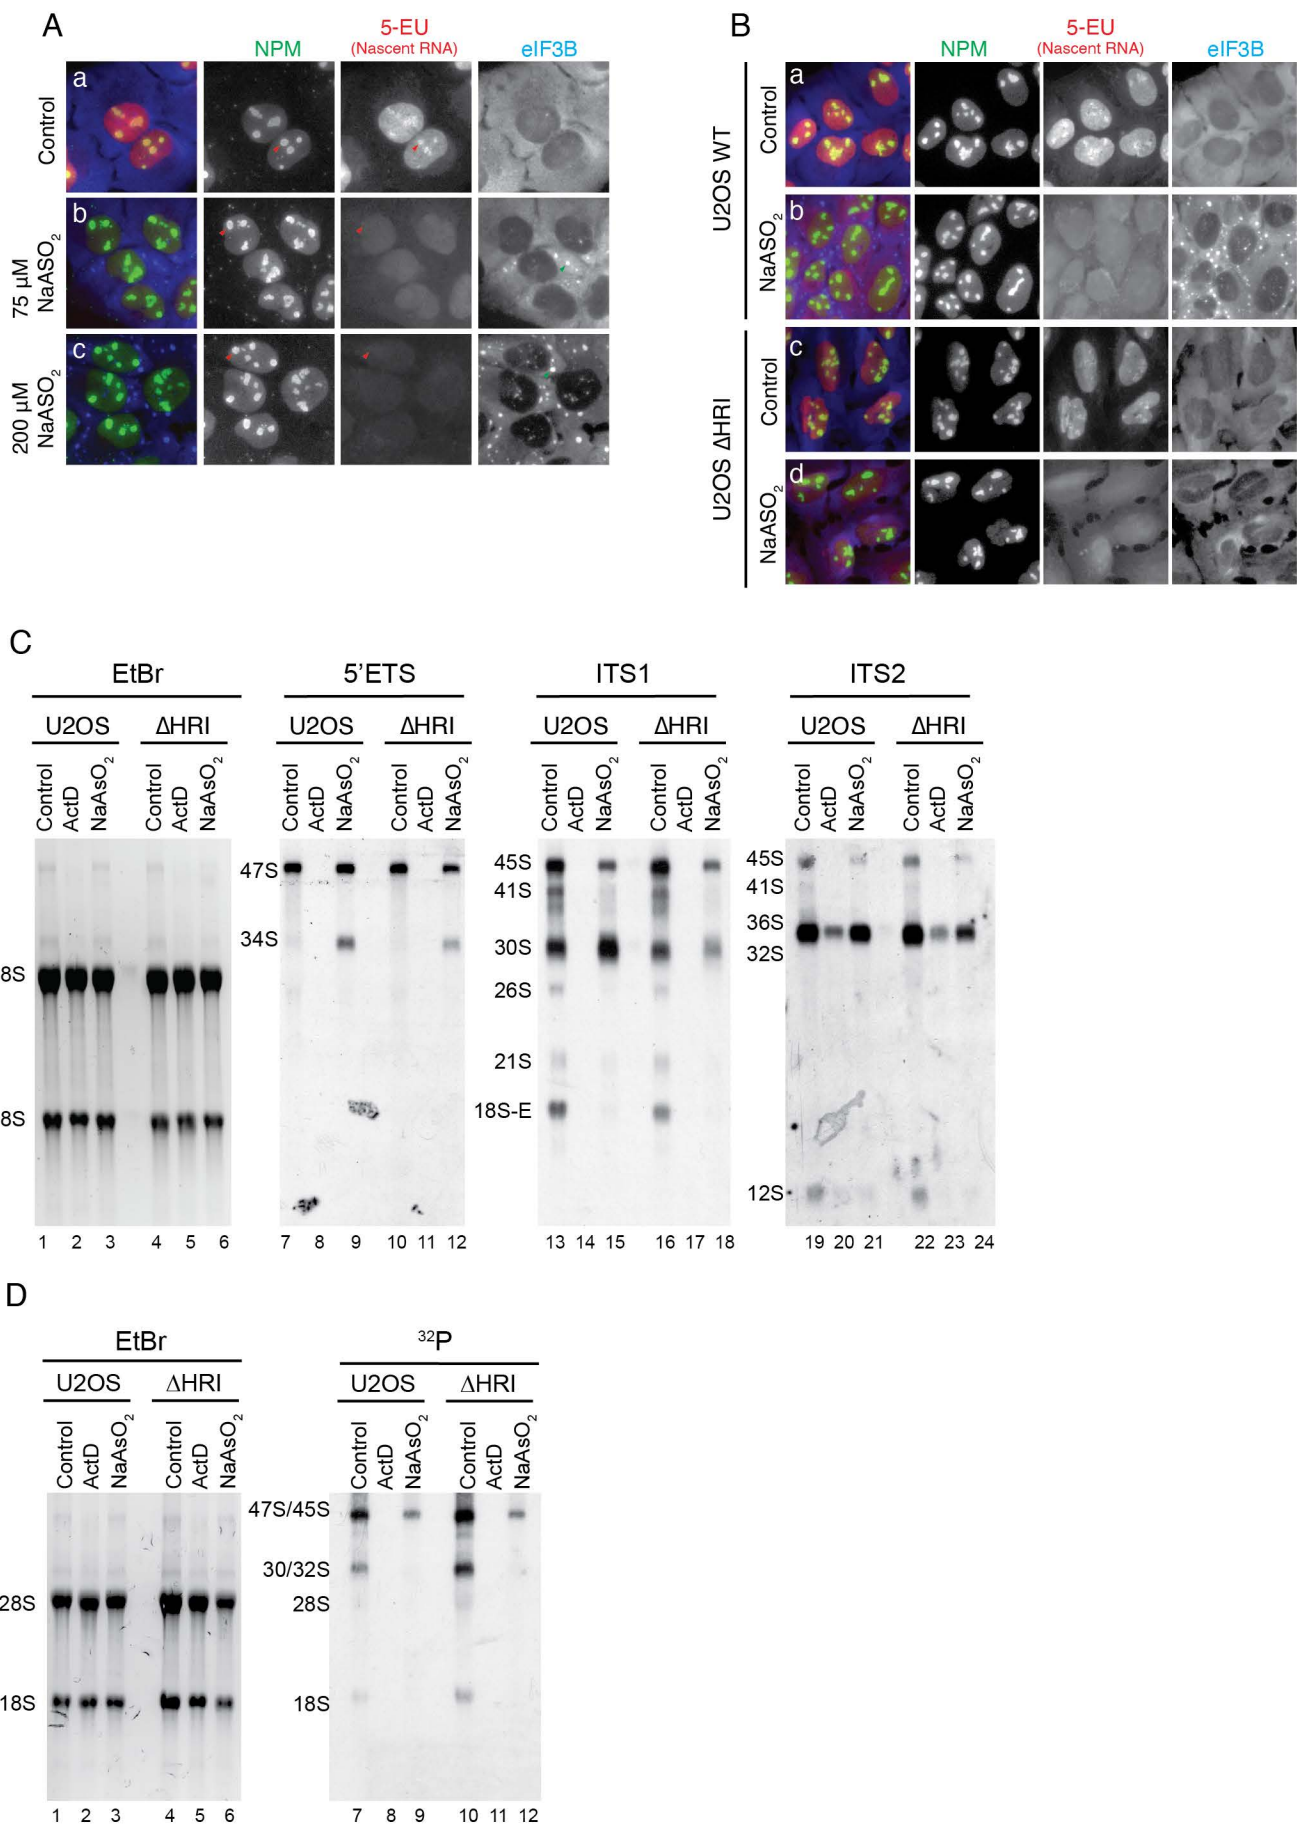 A
NPM
5-EU
(Nascent RNA)
eIF3B
Control
a
75 µM
NaASO2
b
200 µM
NaASO2
c
B
NPM
5-EU
(Nascent RNA)
eIF3B
U2OS WT
Control
a
NaASO2
b
U2OS ΔHRI
Control
c
NaASO2
d
C
EtBr
5'ETS
ITS1
ITS2
U2OS ΔHRI
U2OS ΔHRI
U2OS ΔHRI
U2OS ΔHRI
Control ActD NaAsO2 Control ActD NaAsO2
Control ActD NaAsO2 Control ActD NaAsO2
Control ActD NaAsO2 Control ActD NaAsO2
Control ActD NaAsO2 Control ActD NaAsO2
8S
8S
47S
34S
45S
41S
30S
26S
21S
18S-E
45S
41S
36S
32S
12S
1 2 3 4 5 6
7 8 9 10 11 12
13 14 15 16 17 18
19 20 21 22 23 24
D
EtBr
32P
U2OS ΔHRI
U2OS ΔHRI
Control ActD NaAsO2 Control ActD NaAsO2
Control ActD NaAsO2 Control ActD NaAsO2
28S
18S
47S/45S
30/32S
28S
18S
1 2 3 4 5 6
7 8 9 10 11 12